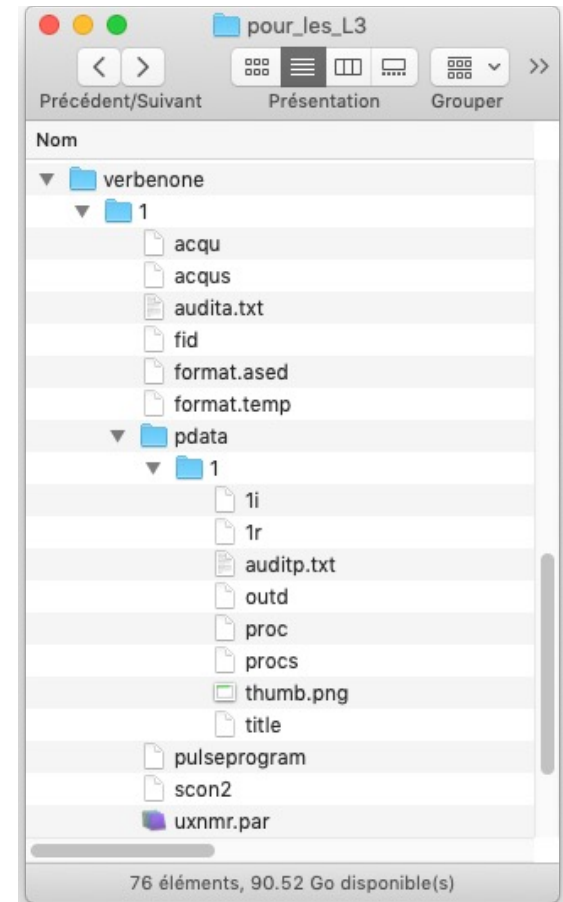 pour_les_L3
Précédent/Suivant Présentation Grouper
Nom
verbenone
1
acqu
acqus
audita.txt
fid
format.ased
format.temp
pdata
1
1i
1r
auditp.txt
outd
proc
procs
thumb.png
title
pulseprogram
scon2
uxnmr.par
76 éléments, 90.52 Go disponible(s)